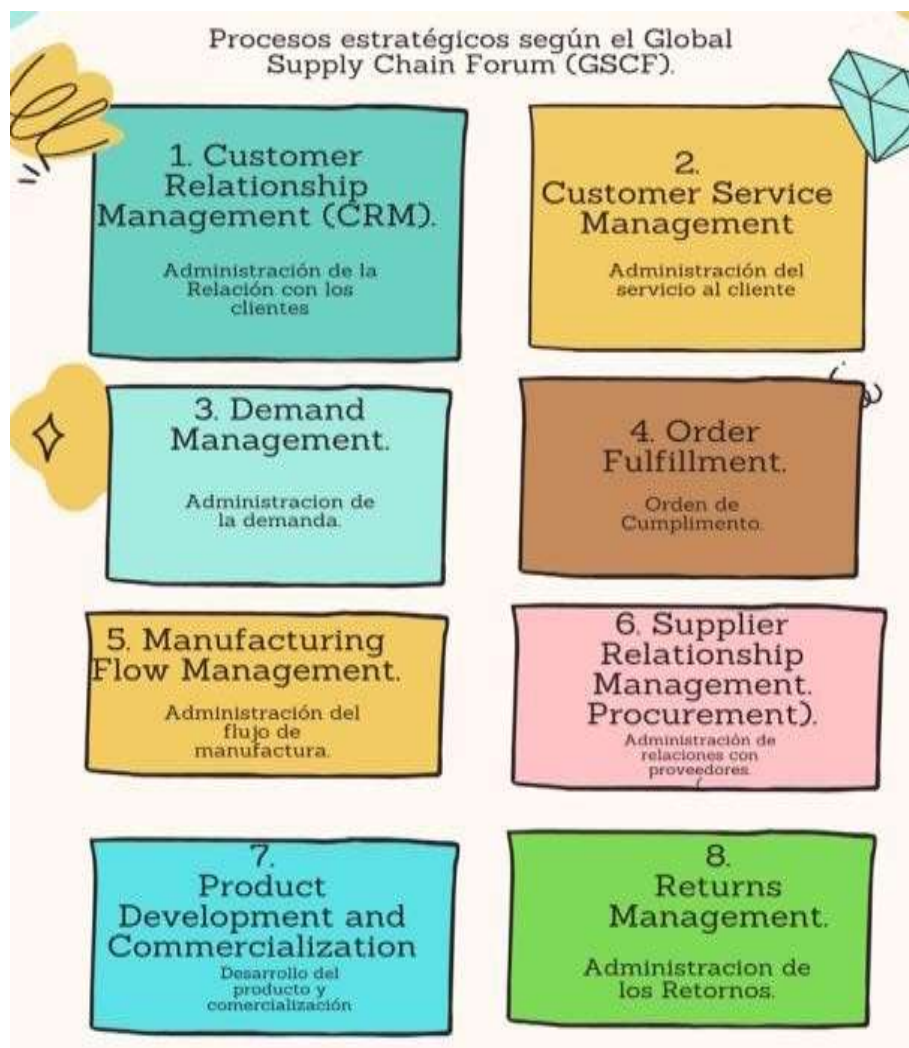 Procesos estratégicos según el Global
Supply Chain Forum (GSCF).
1. Customer
Relationship
Management (CRM).
Administración de la
Relación con los
clientes
2.
Customer Service
Management
Administración del
servicio al cliente
3. Demand
Management.
Administracion de
la demanda.
4. Order
Fulfillment.
Orden de
Cumplimento.
5. Manufacturing
Flow Management.
Administración del
flujo de
manufactura.
6. Supplier
Relationship
Management.
Procurement).
Administración de
relaciones con
proveedores.
(
7.
Product
Development and
Commercialization
Desarrollo del
producto y
comercialización
8.
Returns
Management.
Administracion de
los Retornos.